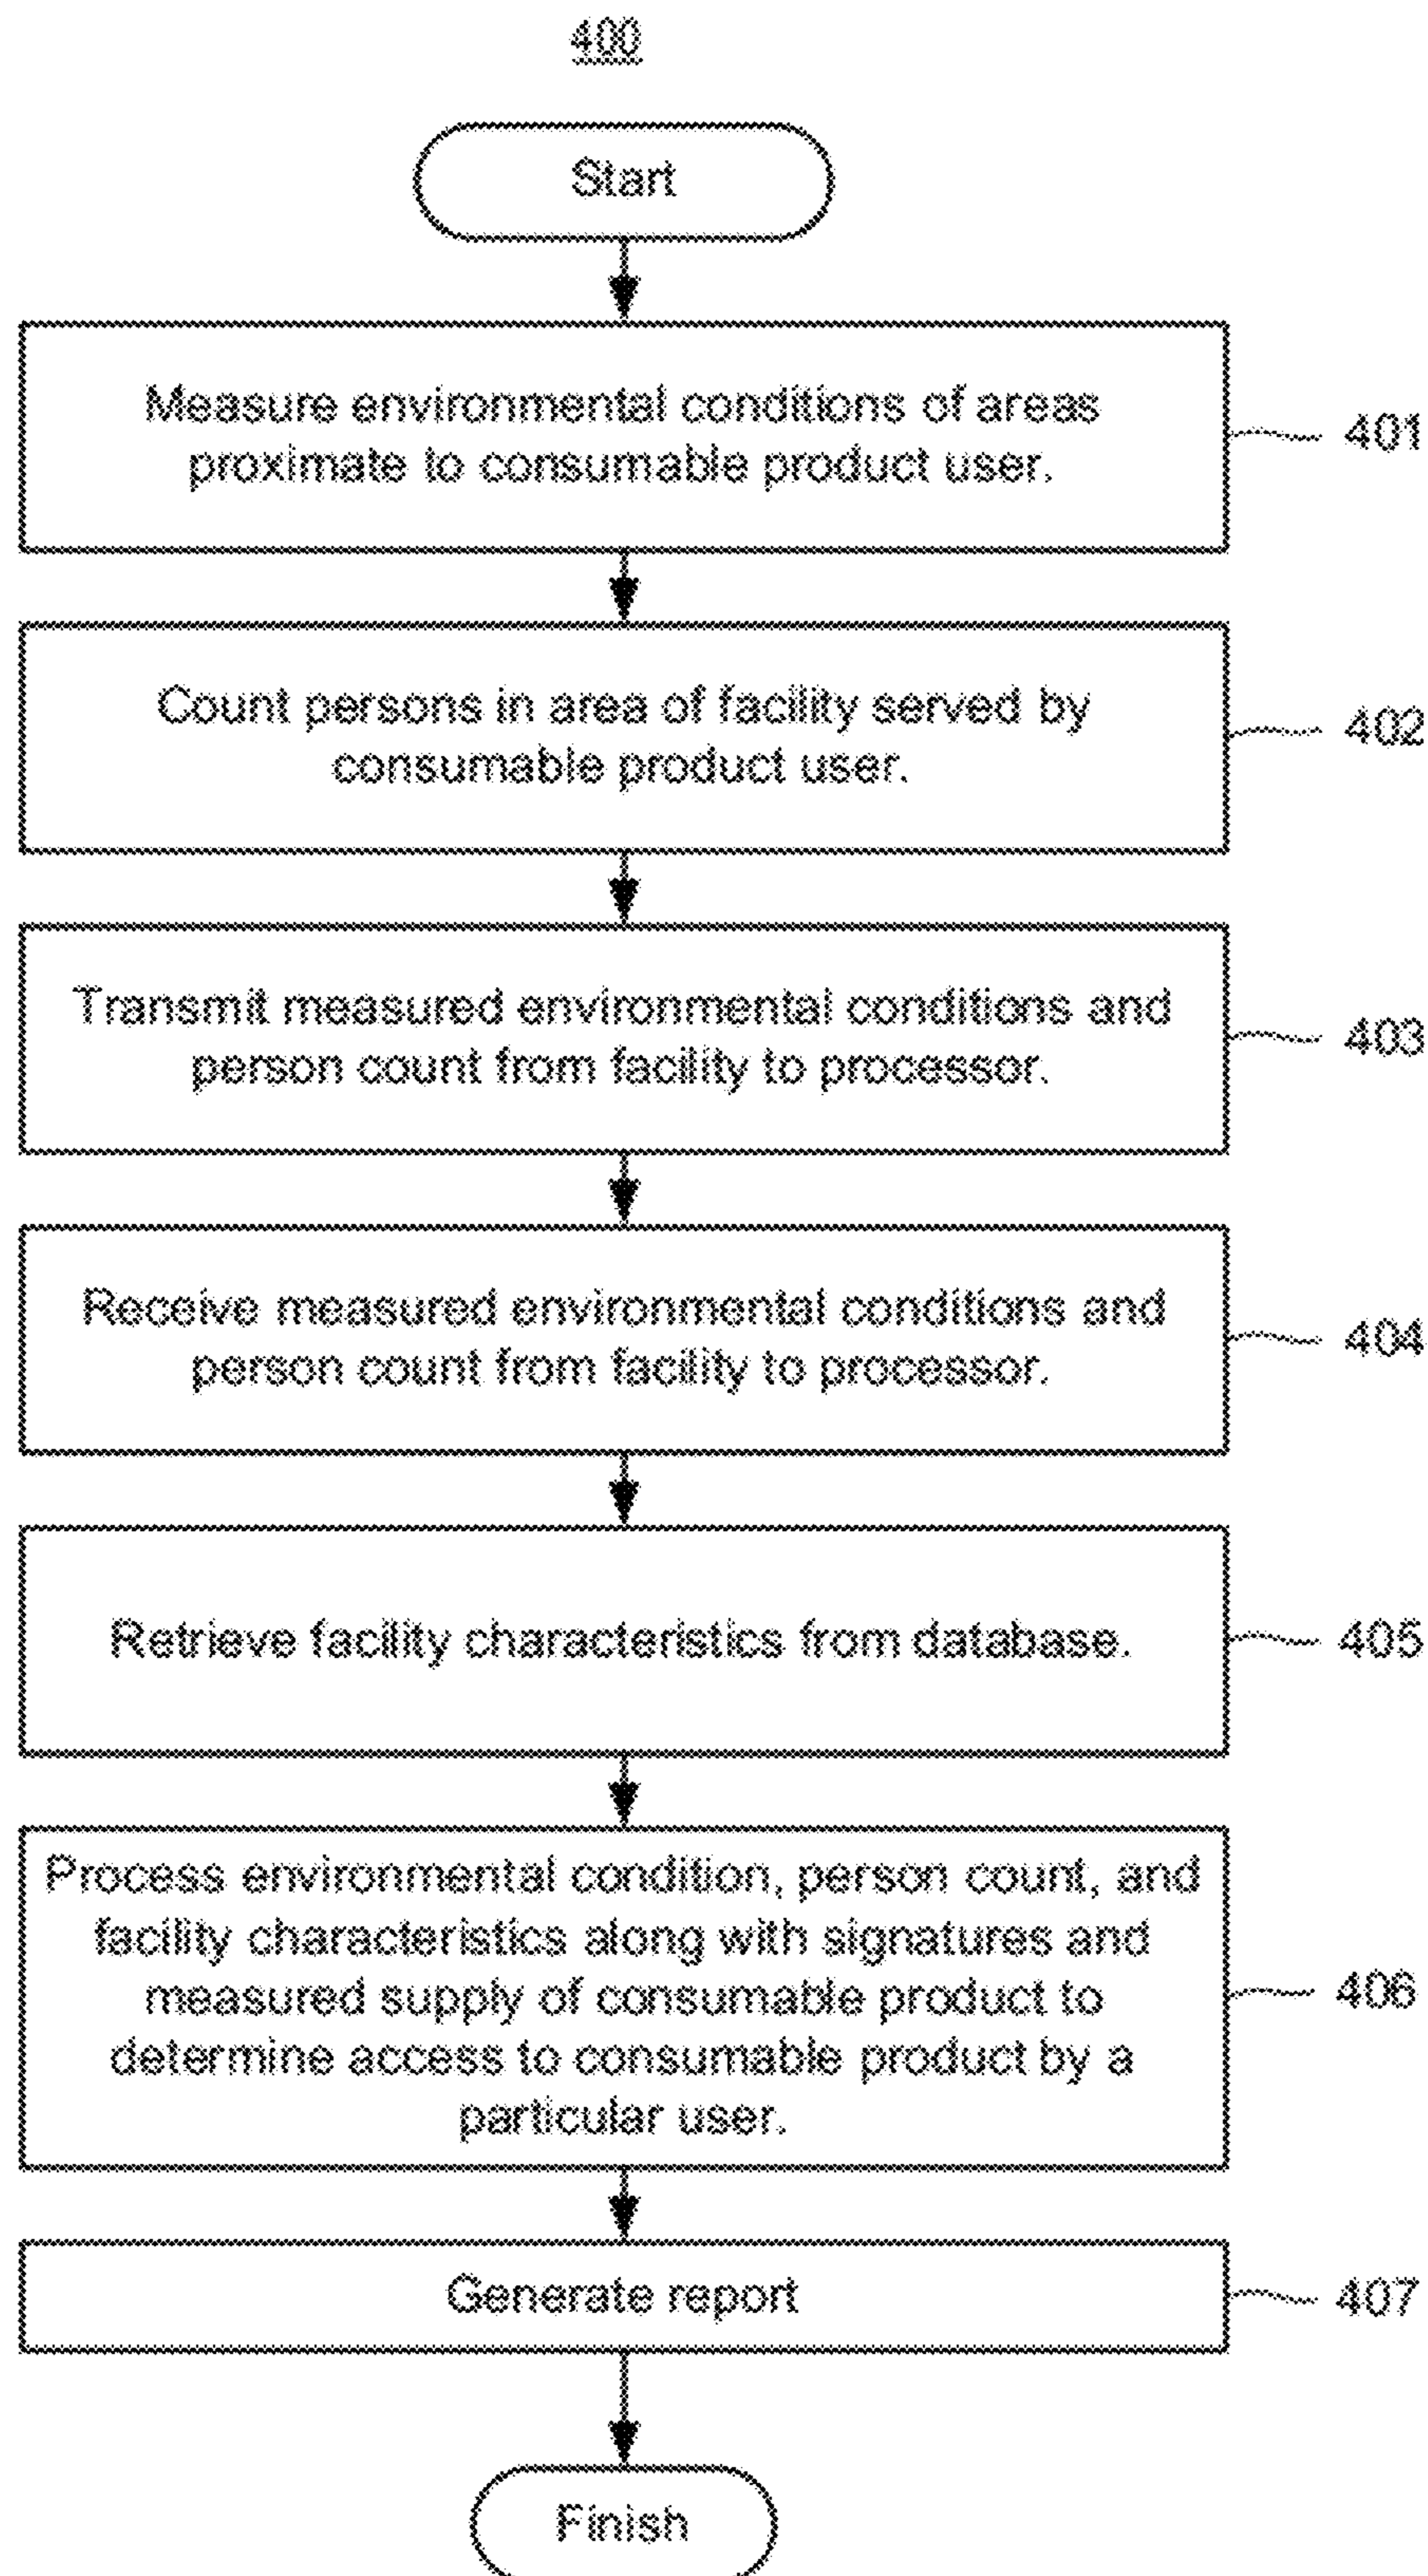 400
Start
Measure environmental conditions of areas
proximate to consumable product user.
401
Count persons in area of facility served by
consumable product user.
402
Transmit measured environmental conditions and
person count from facility to processor.
403
Receive measured environmental conditions and
person count from facility to processor.
404
Retrieve facility characteristics from database.
405
Process environmental condition, person count, and
facility characteristics along with signatures and
measured supply of consumable product to
determine access to consumable product by a
particular user.
406
Generate report
407
Finish